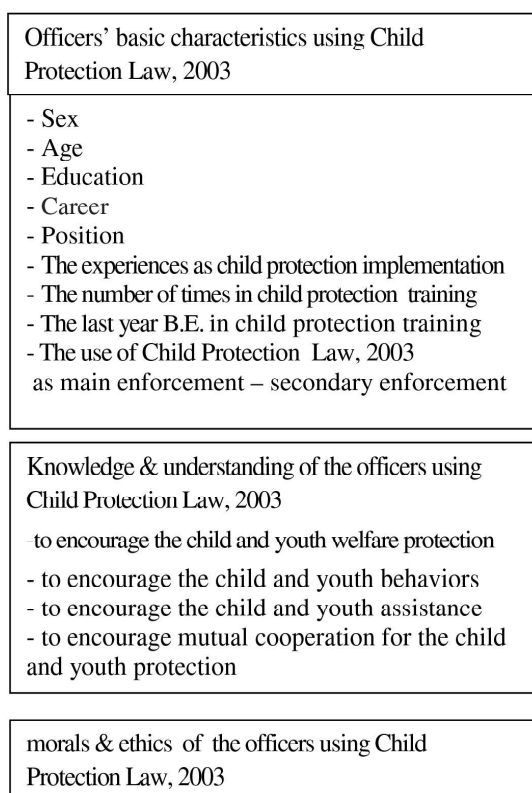 Officers’ basic characteristics using Child
Protection Law, 2003
- Sex
- Age
- Education
- Career
- Position
- The experiences as child protection implementation
- The number of times in child protection training
- The last year B.E. in child protection training
- The use of Child Protection Law, 2003
as main enforcement – secondary enforcement
Knowledge & understanding of the officers using
Child Protection Law, 2003
-to encourage the child and youth welfare protection
- to encourage the child and youth behaviors
- to encourage the child and youth assistance
- to encourage mutual cooperation for the child
and youth protection
morals & ethics of the officers using Child
Protection Law, 2003